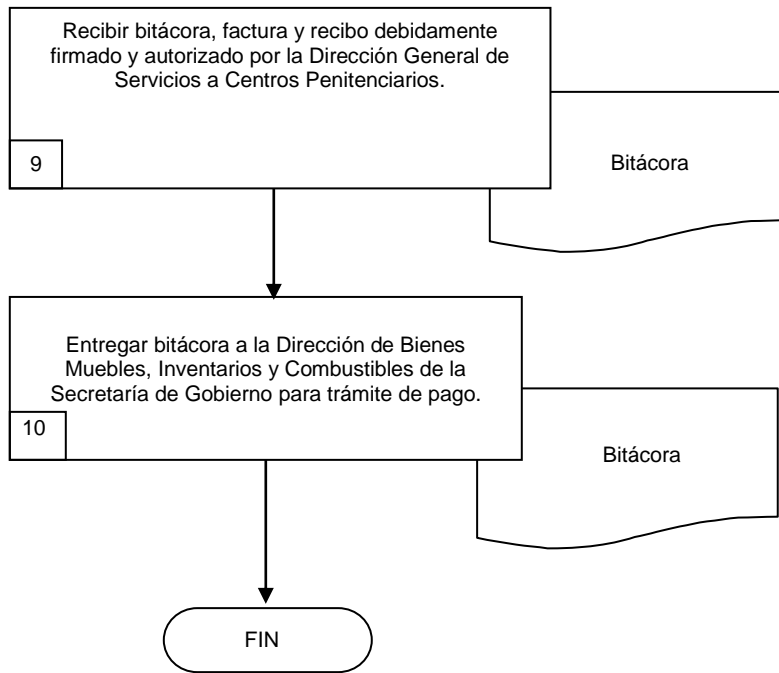 Recibir bitácora, factura y recibo debidamente
firmado y autorizado por la Dirección General de
Servicios a Centros Penitenciarios.
9
Bitácora
Entregar bitácora a la Dirección de Bienes
Muebles, Inventarios y Combustibles de la
Secretaría de Gobierno para trámite de pago.
10
Bitácora
FIN